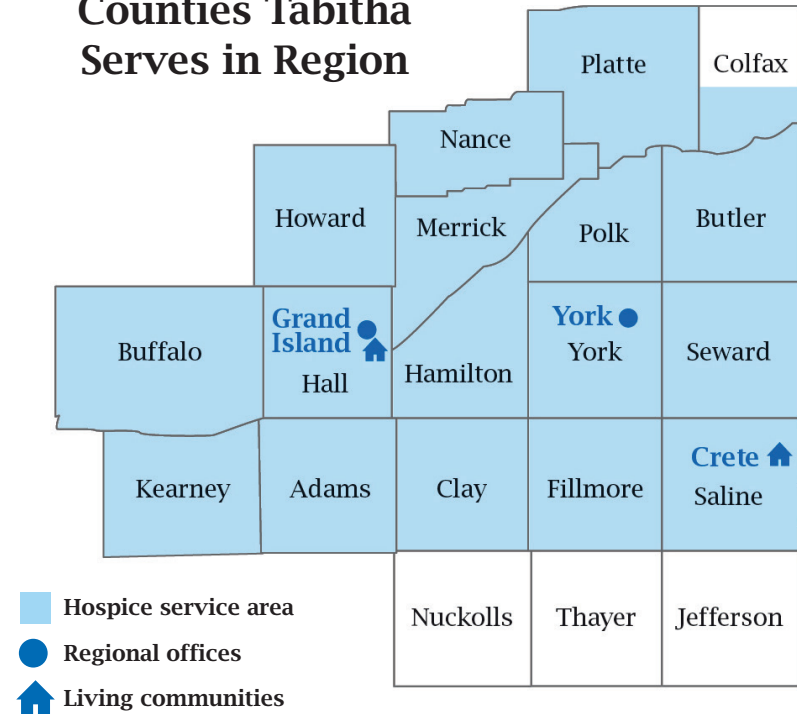 Counties Tabitha
Serves in Region
Platte
Colfax
Nance
Howard
Merrick
Polk
Butler
Grand
Island
York
Buffalo
York
Seward
Hall
Hamilton
Crete
Kearney
Adams
Clay
Fillmore
Saline
Nuckolls
Thayer
Jefferson
Hospice service area
Regional offices
Living communities